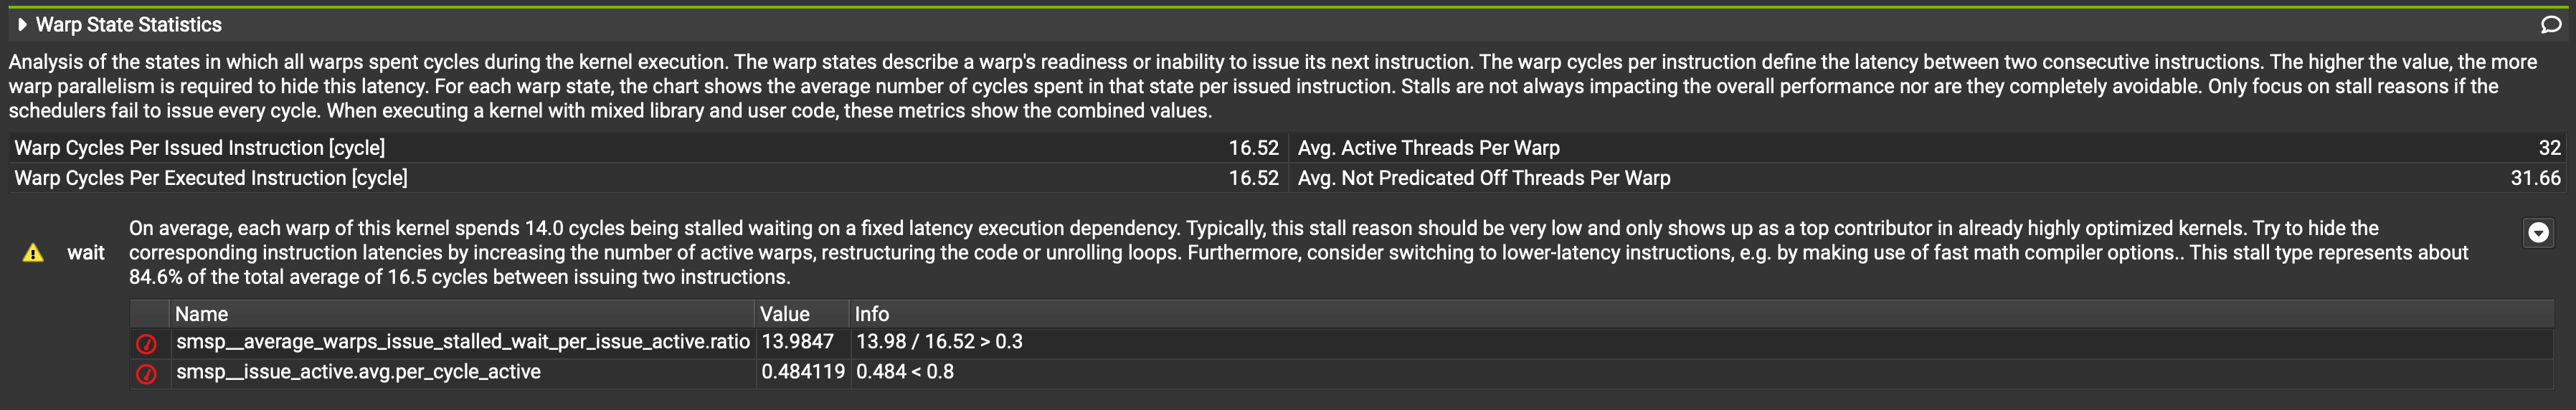 Warp State Statistics
Analysis of the states in which all warps spent cycles during the kernel execution. The warp states describe a warp's readiness or inability to issue its next instruction. The warp cycles per instruction define the latency between two consecutive instructions. The higher the value, the more
warp parallelism is required to hide this latency. For each warp state, the chart shows the average number of cycles spent in that state per issued instruction. Stalls are not always impacting the overall performance nor are they completely avoidable. Only focus on stall reasons if the
schedulers fail to issue every cycle. When executing a kernel with mixed library and user code, these metrics show the combined values.
Warp Cycles Per Issued Instruction [cycle] 16.52 Avg. Active Threads Per Warp 32
Warp Cycles Per Executed Instruction [cycle] 16.52 Avg. Not Predicated Off Threads Per Warp 31.66
On average, each warp of this kernel spends 14.0 cycles being stalled waiting on a fixed latency execution dependency. Typically, this stall reason should be very low and only shows up as a top contributor in already highly optimized kernels. Try to hide the
wait corresponding instruction latencies by increasing the number of active warps, restructuring the code or unrolling loops. Furthermore, consider switching to lower-latency instructions, e.g. by making use of fast math compiler options.. This stall type represents about
84.6% of the total average of 16.5 cycles between issuing two instructions.
Name Value Info
smsp__average_warps_issue_stalled_wait_per_issue_active.ratio 13.9847 13.98 / 16.52 > 0.3
smsp__issue_active.avg.per_cycle_active 0.484119 0.484 < 0.8